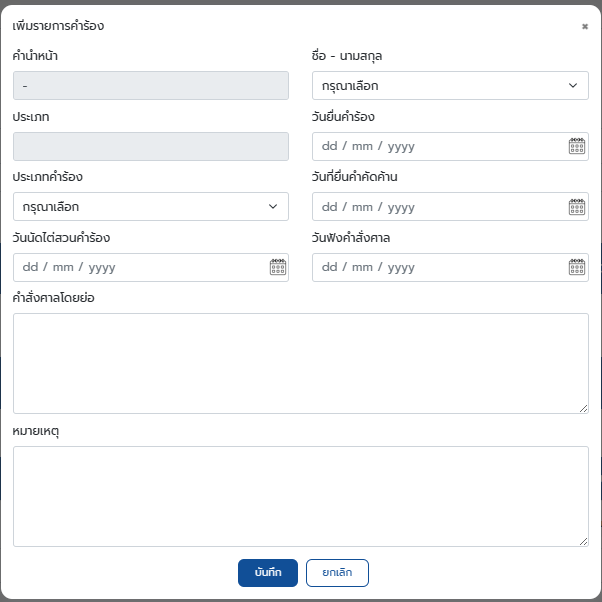 เพิ่มรายการคำร้อง ×
คำนำหน้า
-
ชื่อ - นามสกุล
กรุณาเลือก
ประเภท
วันยื่นคำร้อง
dd / mm / yyyy
ประเภทคำร้อง
กรุณาเลือก
วันที่ยื่นคำคัดค้าน
dd / mm / yyyy
วันนัดไต่สวนคำร้อง
dd / mm / yyyy
วันฟังคำสั่งศาล
dd / mm / yyyy
คำสั่งศาลโดยย่อ
หมายเหตุ
บันทึก
ยกเลิก